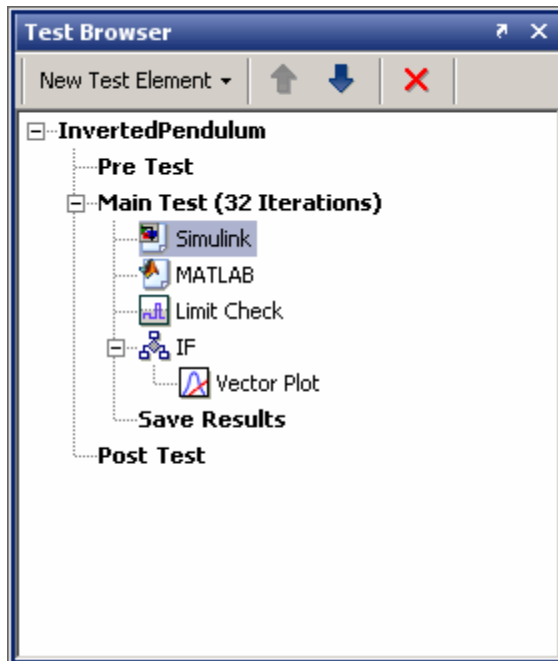 Test Browser
New Test Element
InvertedPendulum
Pre Test
Main Test (32 Iterations)
Simulink
MATLAB
Limit Check
IF
Vector Plot
Save Results
Post Test